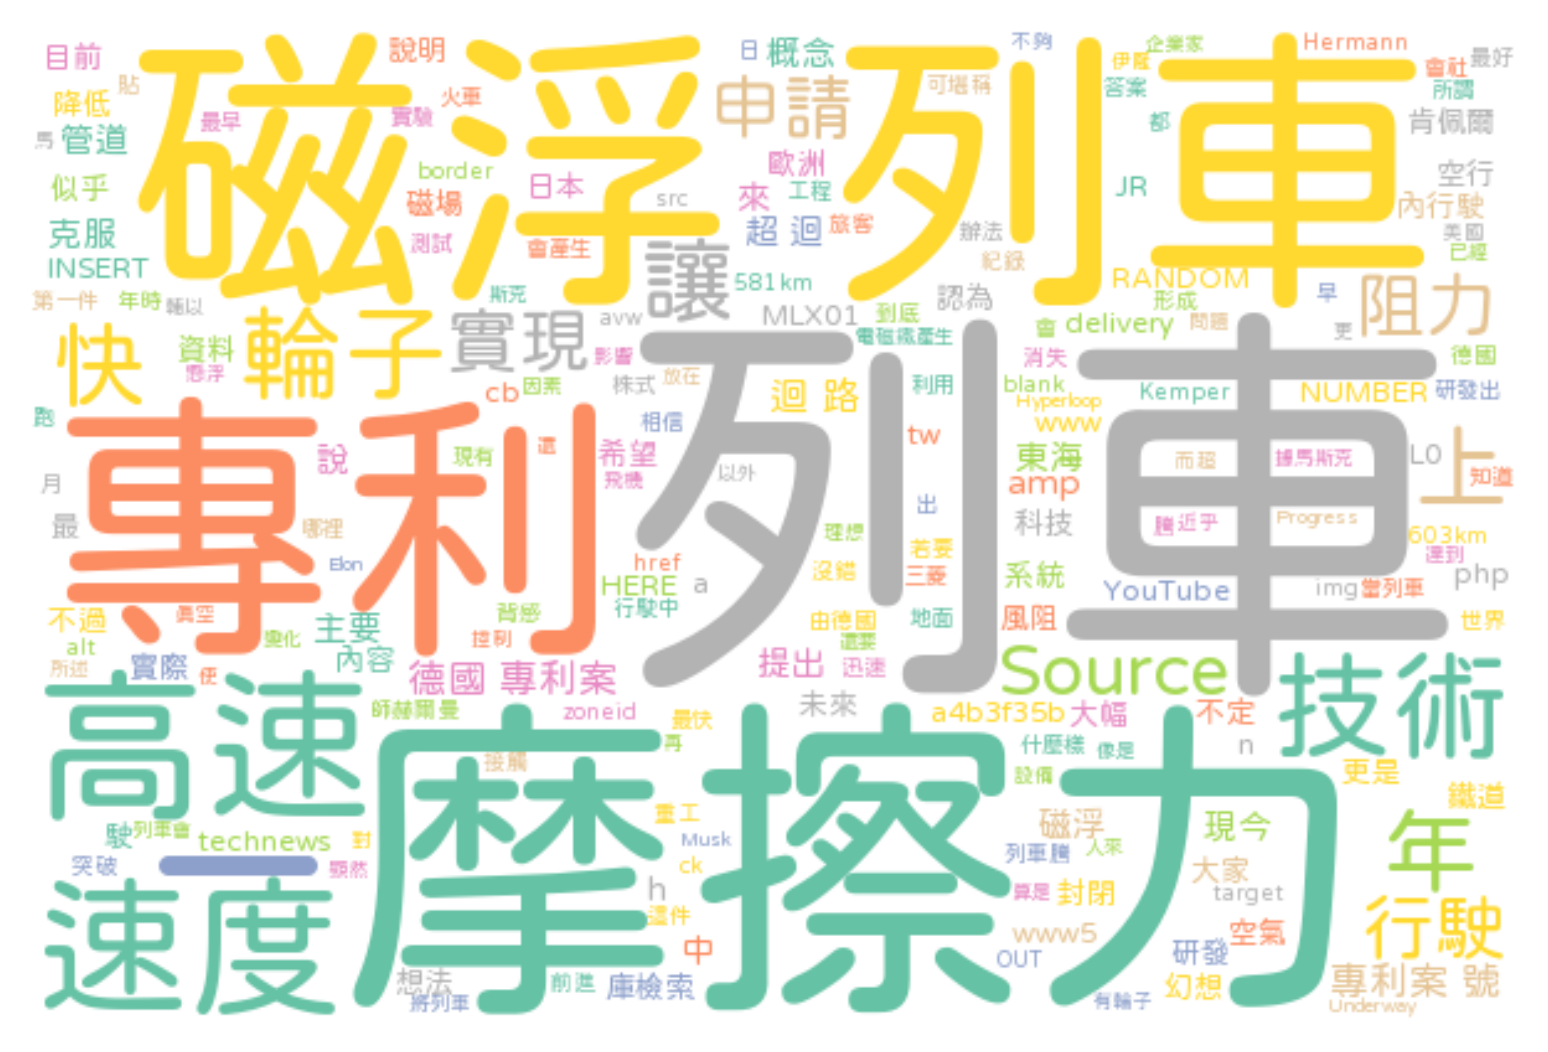 目前
說明
日
概念
不夠
企業家
Hermann
最好
貼
磁浮列車
伊隆
會社
降低
火車
申請
可堪稱
答案
所謂
馬
管道
最早
實驗
都
肯佩爾
似乎
border
歐洲
磁場
日本
src
來
工程
JR
空行
內行駛
克服
測試
會產生
超 迴
旅客
辦法
美國
已經
INSERT
讓
581km
紀錄
RANDOM
第一件
年時
輔以
斯克
認為
形成
早
阻力
快
資料
輪子
實現
avw
MLX01
到底
會
delivery
問題
更
懸浮
影響
電磁鐵產生
消失
德國
cb
因素
株式
放在
迴 路
利用
blank
Kemper
NUMBER
研發出
Hyperloop
跑
專利
相信
列車
www
說
現有
還
希望
以外
tw
東海
而超
據馬斯克
L0
上
月
飛機
amp
知道
最
哪裡
出
科技
騰
近乎
Progress
603km
理想
若要
達到
Elon
href
沒錯
三菱
系統
php
HERE
a
YouTube
img
當列車
不過
真空
背感
行駛中
由德國
地面
風阻
世界
alt
變化
主要
控制
還要
所述
實際
便
內容
德國
專利案
提出
迅速
Source
技術
高速
師赫爾曼
zoneid
最快
未來
a4b3f35b
大幅
不定
再
什麼樣
像是
n
接觸
摩擦力
設備
更是
鐵道
駛
列車會
technews
對
重工
磁浮
現今
年
突破
顯然
Musk
ck
列車騰
人來
大家
速度
h
算是
封閉
target
這件
www5
空氣
行駛
中
OUT
研發
想法
前進
庫檢索
幻想
專利案 號
將列車
有輪子
Underway